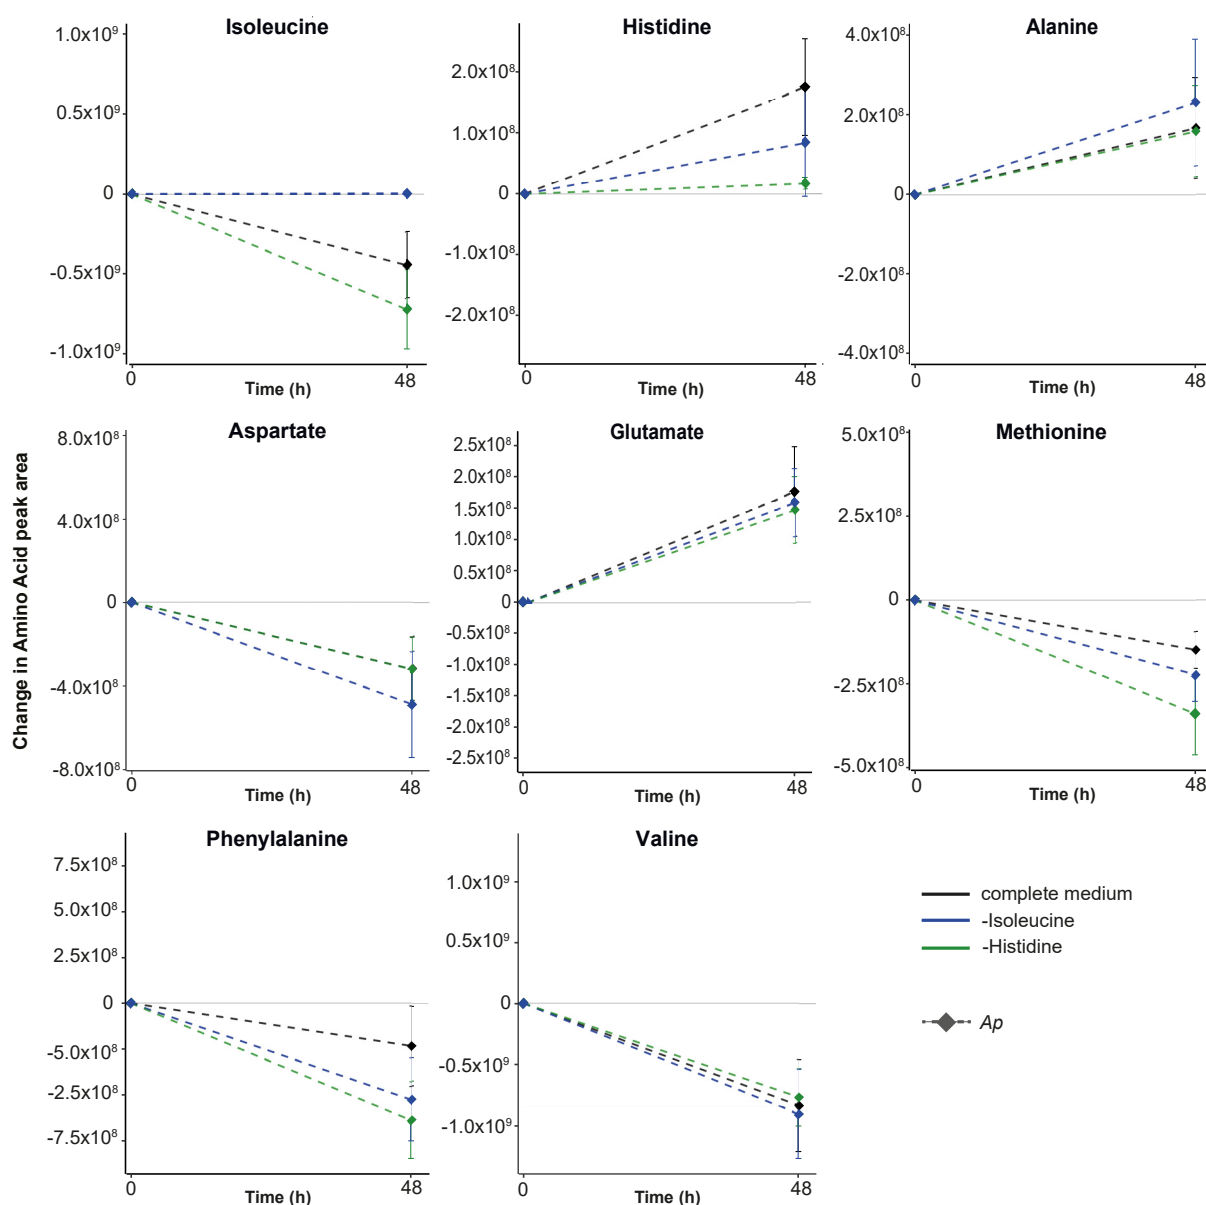 Isoleucine
1.0x10⁹
0.5x10⁹
0
-0.5x10⁹
-1.0x10⁹
0
48
Time (h)
Histidine
2.0x10⁸
1.0x10⁸
0
-1.0x10⁸
-2.0x10⁸
0
48
Time (h)
Alanine
4.0x10⁸
2.0x10⁸
0
-2.0x10⁸
-4.0x10⁸
0
48
Time (h)
Change in Amino Acid peak area
Aspartate
8.0x10⁸
4.0x10⁸
0
-4.0x10⁸
-8.0x10⁸
0
48
Time (h)
Glutamate
2.5x10⁸
2.0x10⁸
1.5x10⁸
1.0x10⁸
0.5x10⁸
0
-0.5x10⁸
-1.0x10⁸
-1.5x10⁸
-2.0x10⁸
-2.5x10⁸
0
48
Time (h)
Methionine
5.0x10⁸
2.5x10⁸
0
-2.5x10⁸
-5.0x10⁸
0
48
Time (h)
Phenylalanine
7.5x10⁸
5.0x10⁸
2.5x10⁸
0
-5.0x10⁸
-2.5x10⁸
-7.5x10⁸
0
48
Time (h)
Valine
1.0x10⁹
0.5x10⁹
0
-0.5x10⁹
-1.0x10⁹
0
48
Time (h)
complete medium
-Isoleucine
-Histidine
Ap